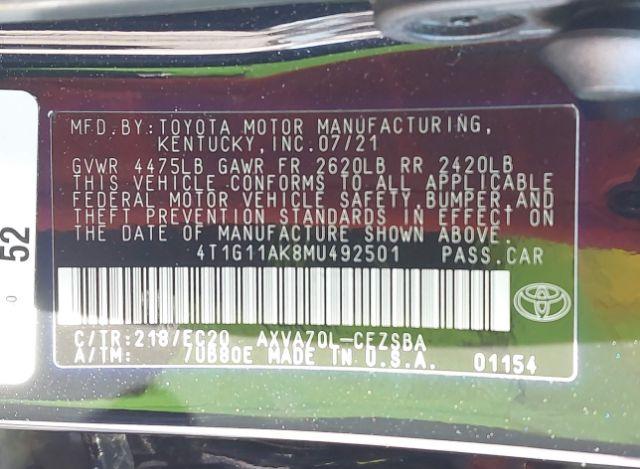 MFD.BY:TOYOTA MOTOR MANUFACTURING,
KENTUCKY,INC.07/21
GVWR 4475LB GAWR FR 2620LB RR 2420LB
THIS VEHICLE CONFORMS TO ALL APPLICABLE
FEDERAL MOTOR VEHICLE SAFETY,BUMPER,AND
THEFT PREVENTION STANDARDS IN EFFECT ON
THE DATE OF MANUFACTURE SHOWN ABOVE.
4T1G11AK8MU492501 PASS.CAR
C/TR:218/EC20 AXVA70L-CEZSBA
A/TM: /UB80E MADE IN U.S.A. 01154
52
0